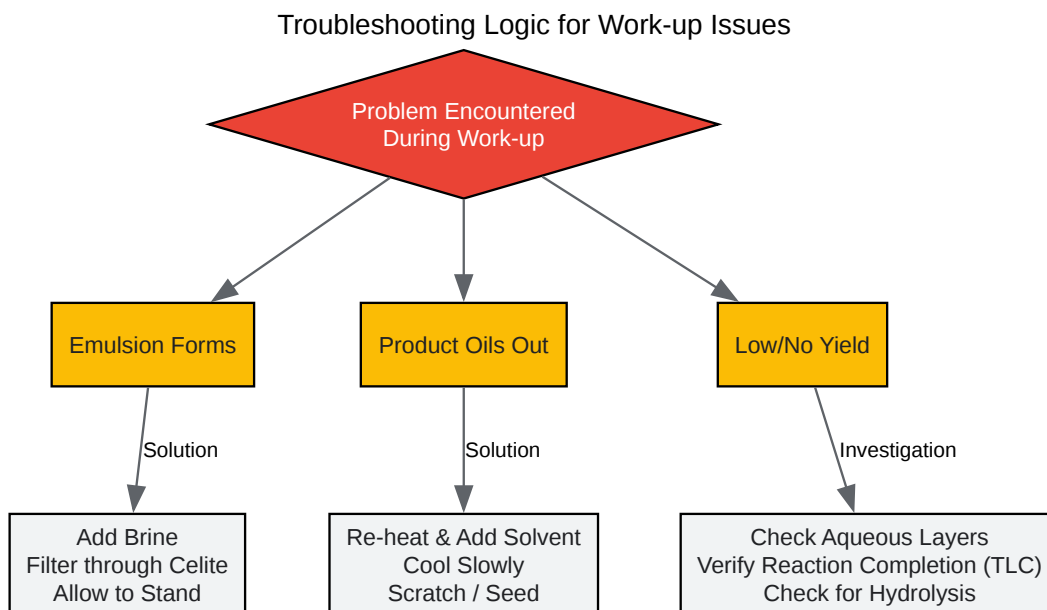 Troubleshooting Logic for Work-up Issues
Problem Encountered
During Work-up
Emulsion Forms
Product Oils Out
Low/No Yield
Solution
Solution
Investigation
Add Brine
Filter through Celite
Allow to Stand
Re-heat & Add Solvent
Cool Slowly
Scratch / Seed
Check Aqueous Layers
Verify Reaction Completion (TLC)
Check for Hydrolysis